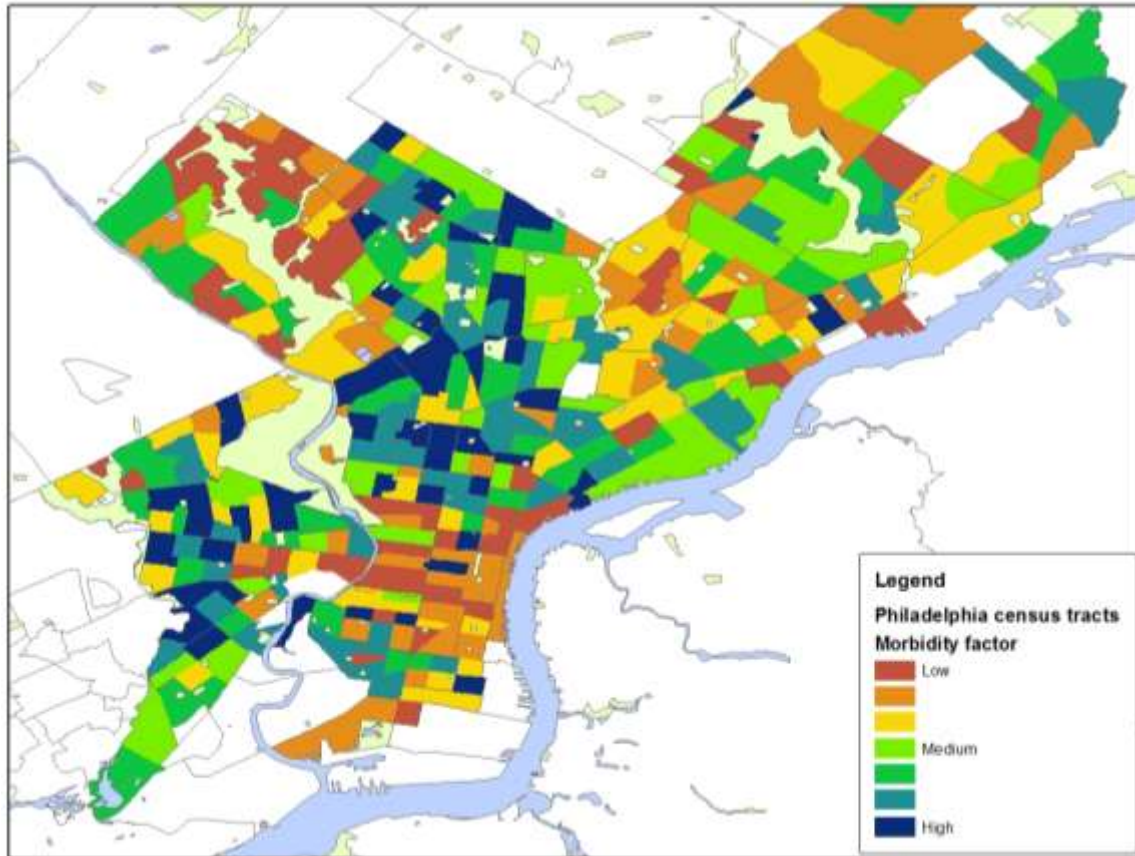 Legend
Philadelphia census tracts
Morbidity factor
Low
Medium
High